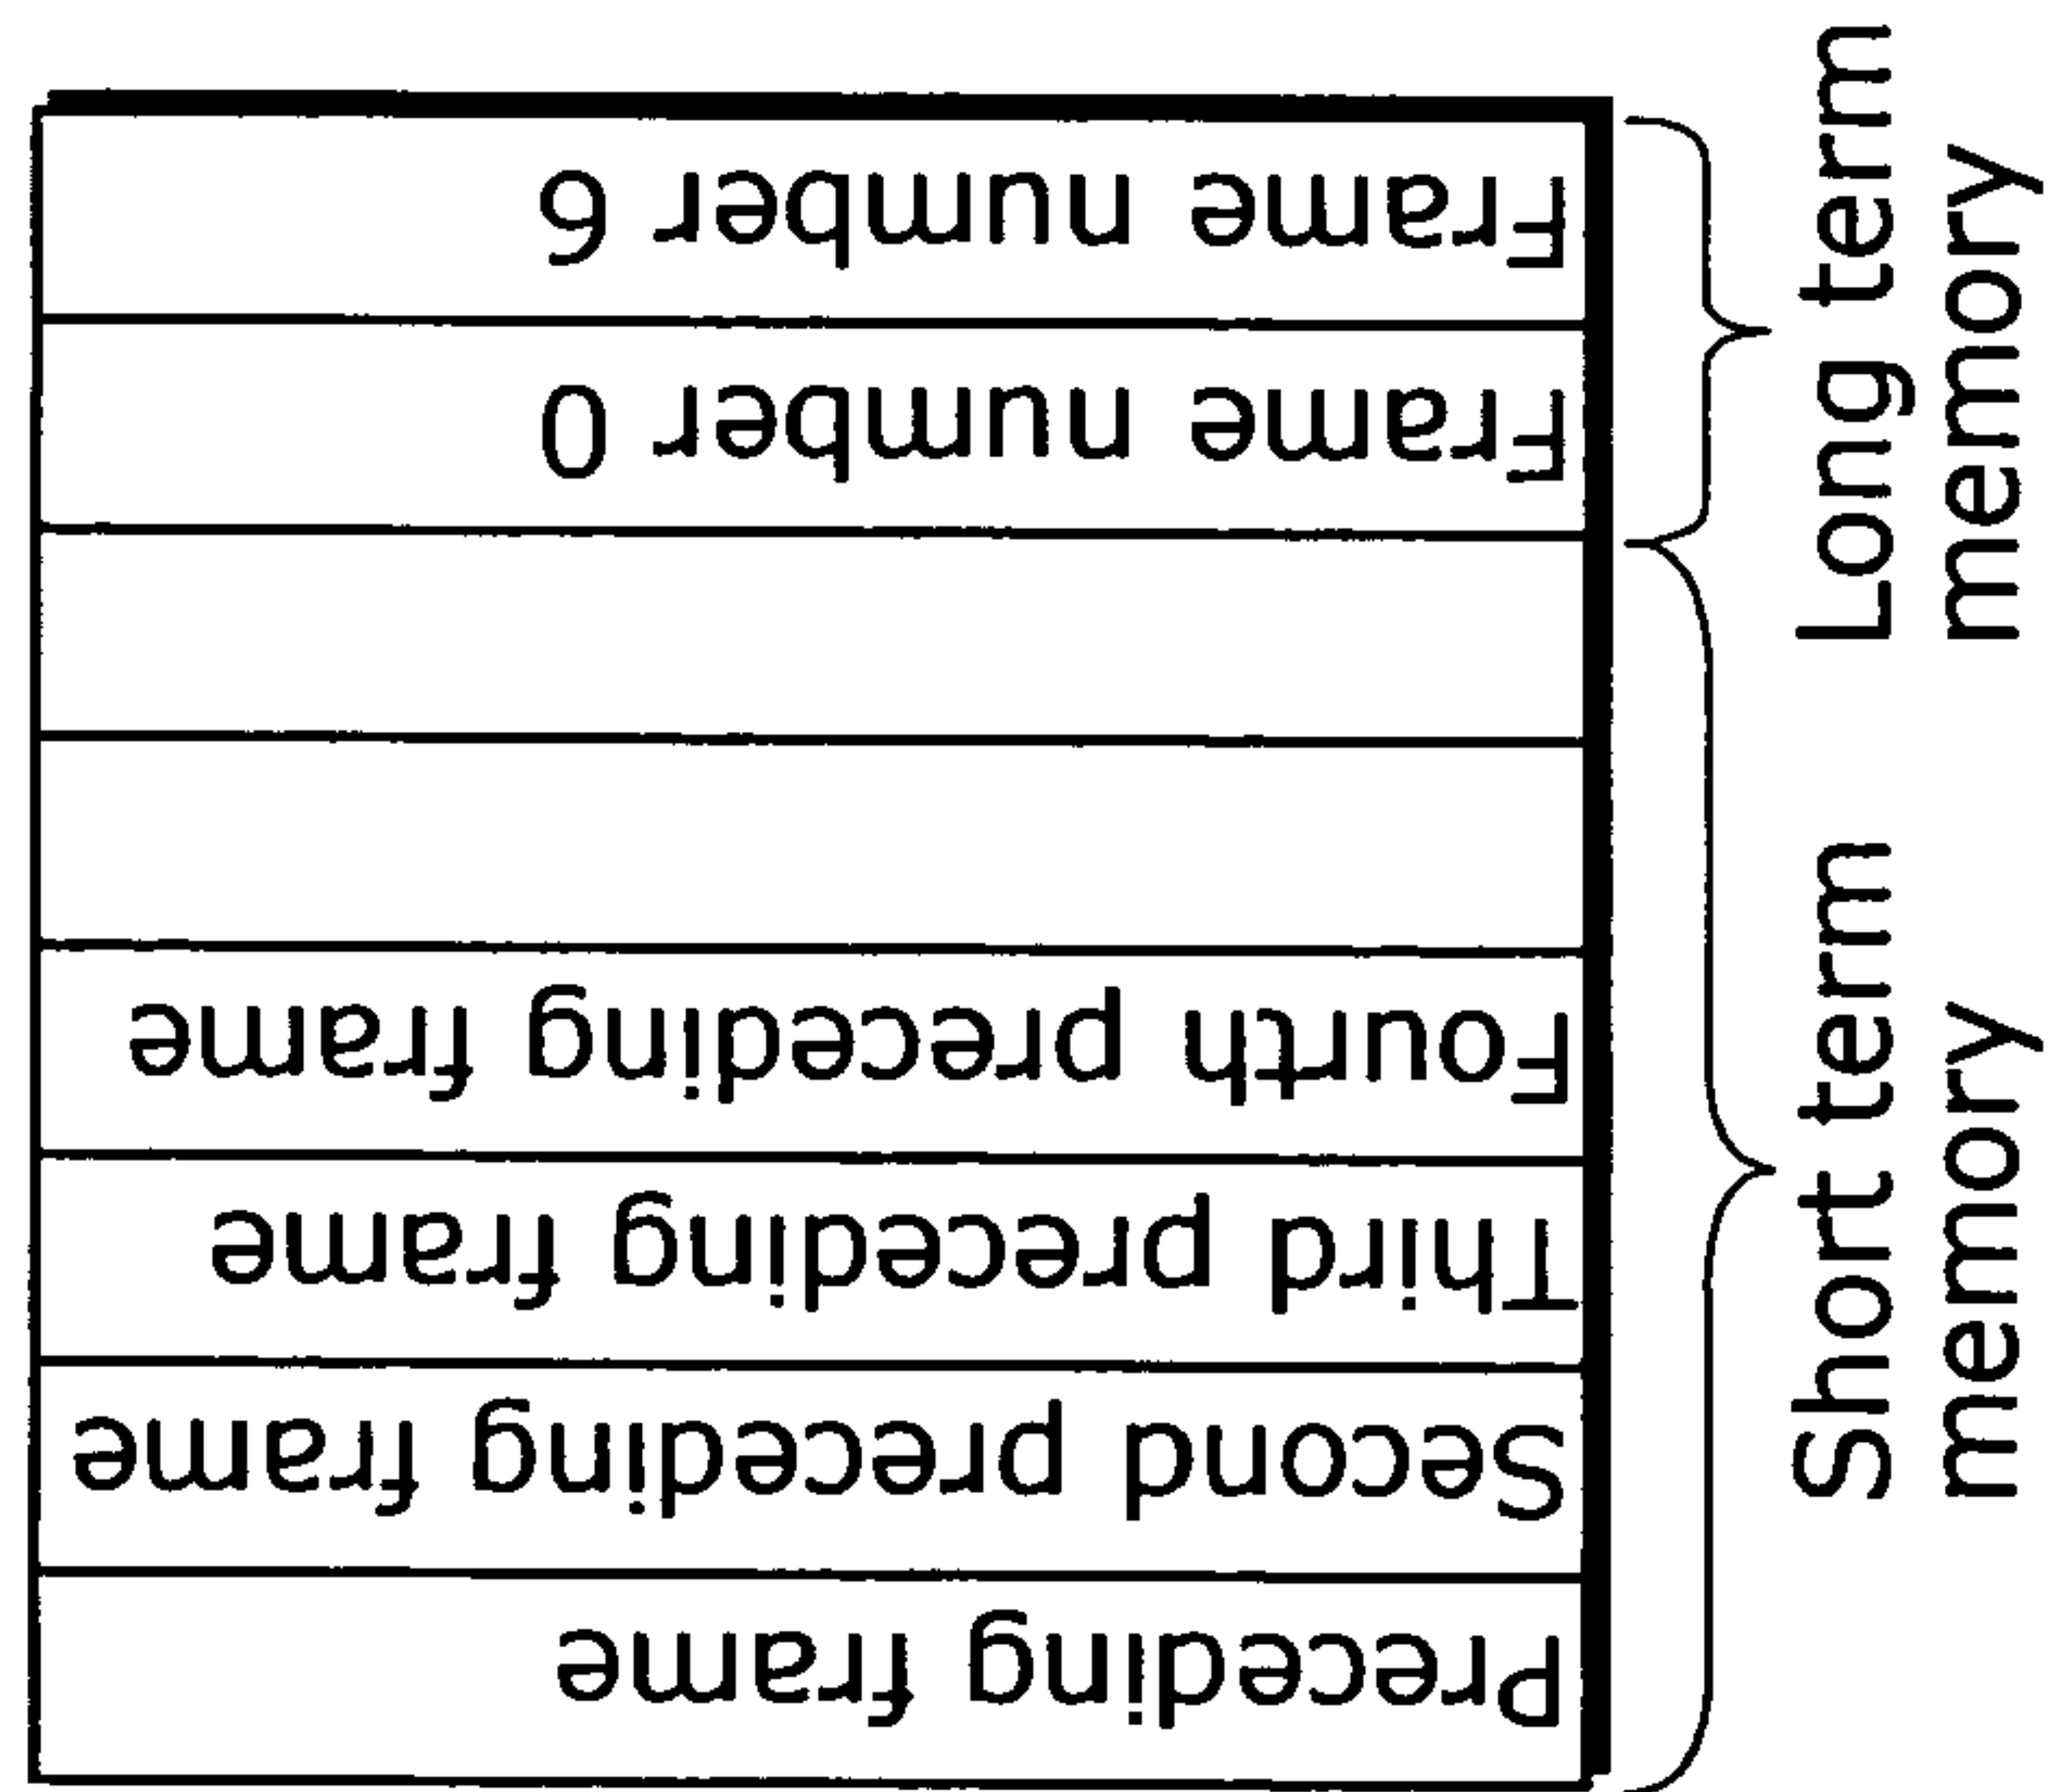 Preceding frame
Second preceding frame
Third preceding frame
Fourth preceding frame
Frame number 0
Frame number 6
Short term
memory
Long term
memory